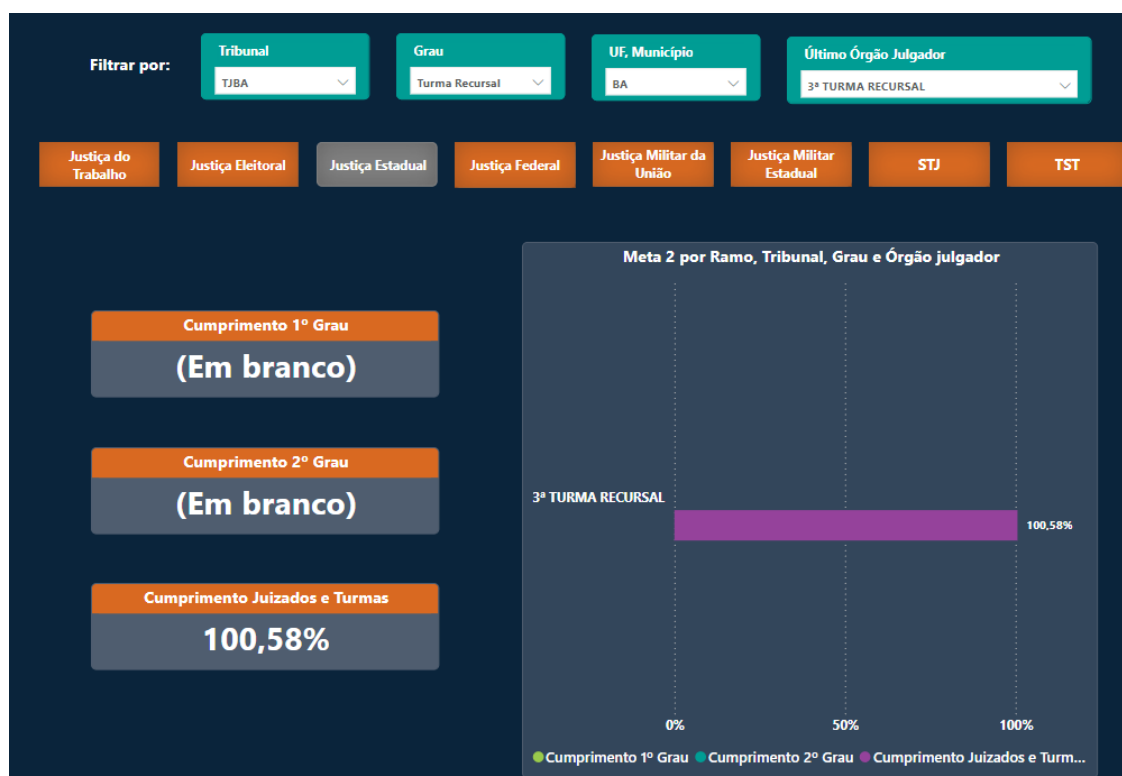 Filtrar por:
Tribunal
TJBA
Grau
Turma Recursal
UF, Município
BA
Último Órgão Julgador
3ª TURMA RECURSAL
Justiça do
Trabalho
Justiça Eleitoral
Justiça Estadual
Justiça Federal
Justiça Militar da
União
Justiça Militar
Estadual
STJ
TST
Cumprimento 1º Grau
(Em branco)
Cumprimento 2º Grau
(Em branco)
Cumprimento Juizados e Turmas
100,58%
Meta 2 por Ramo, Tribunal, Grau e Órgão julgador
3ª TURMA RECURSAL
100,58%
0% 50% 100%
Cumprimento 1º Grau Cumprimento 2º Grau Cumprimento Juizados e Turm...